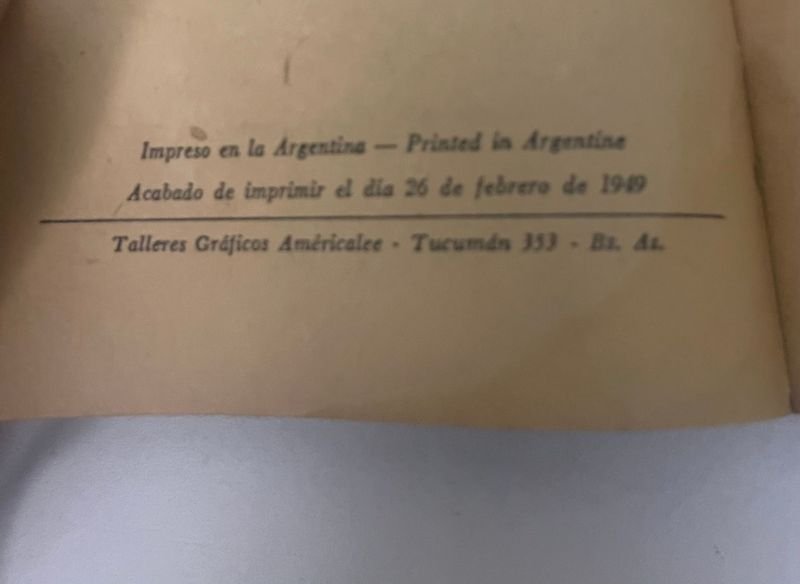 Impreso en la Argentina — Printed in Argentine
Acabado de imprimir el día 26 de febrero de 1949
Talleres Gráficos Américalee - Tucumán 353 - Bs. As.